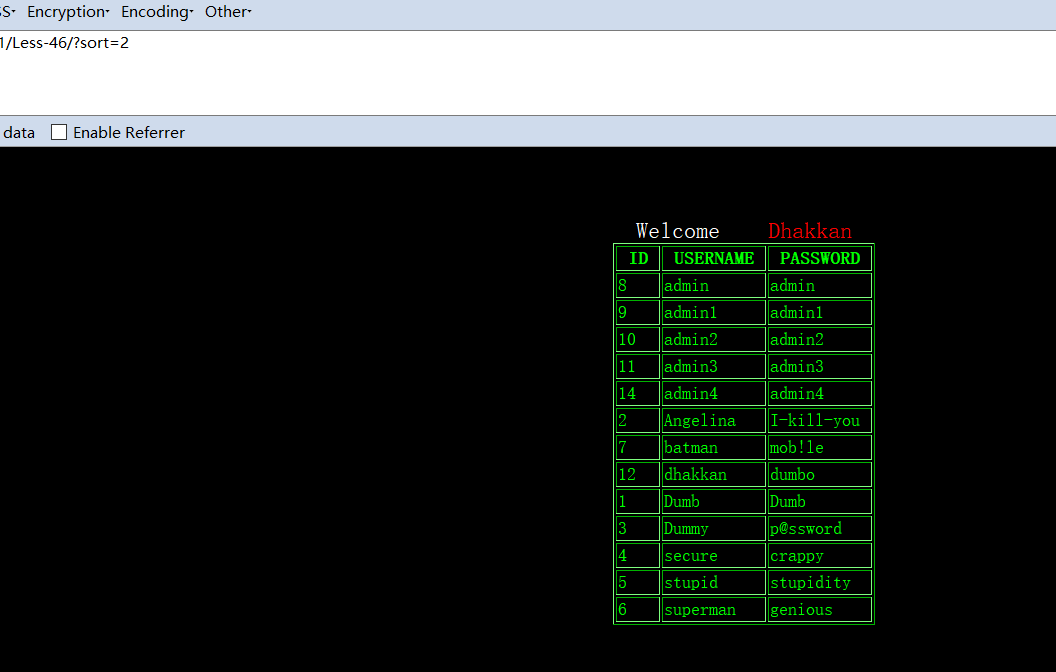 SS▾ Encryption▾ Encoding▾ Other▾
1/Less-46/?sort=2
data Enable Referrer
Welcome Dhakkan
ID USERNAME PASSWORD
8 admin admin
9 admin1 admin1
10 admin2 admin2
11 admin3 admin3
14 admin4 admin4
2 Angelina I-kill-you
7 batman mob!le
12 dhakkan dumbo
1 Dumb Dumb
3 Dummy p@ssword
4 secure crappy
5 stupid stupidity
6 superman genious